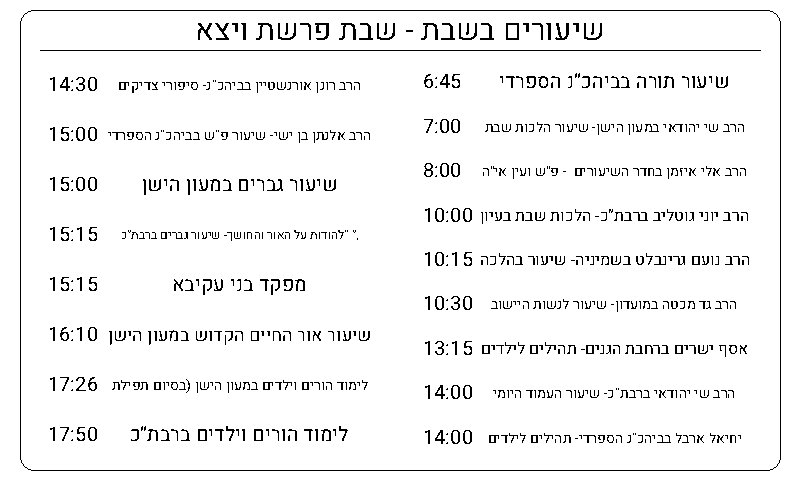 שיעורים בשבת - שבת פרשת ויצא
שיעור תורה בביהכ"נ הספרדי 6:45
הרב שי יהודאי במעון הישן- שיעור הלכות שבת 7:00
הרב אלי איזמן בחדר השיעורים - פ"ש ועין אי"ה 8:00
הרב יוני גוטליב ברבת"כ- הלכות שבת בעיון 10:00
הרב נועם גרינבלט בשמיניה- שיעור בהלכה 10:15
הרב גד מכטה במועדון- שיעור לנשות היישוב 10:30
אסף ישרים ברחבת הגנים- תהילים לילדים 13:15
הרב שי יהודאי ברבת"כ- שיעור העמוד היומי 14:00
יחיאל ארבל בביהכ"נ הספרדי- תהילים לילדים 14:00
הרב רונן אורנשטיין בביהכ"נ- סיפורי צדיקים 14:30
הרב אלנתן בן ישי- שיעור פ"ש בביהכ"נ הספרדי 15:00
שיעור גברים במעון הישן 15:00
," "להודות על האור והחושך- שיעור גברים ברבת"כ 15:15
מפקד בני עקיבא 15:15
שיעור אור החיים הקדוש במעון הישן 16:10
לימוד הורים וילדים במעון הישן (בסיום תפילת 17:26
לימוד הורים וילדים ברבת"כ 17:50